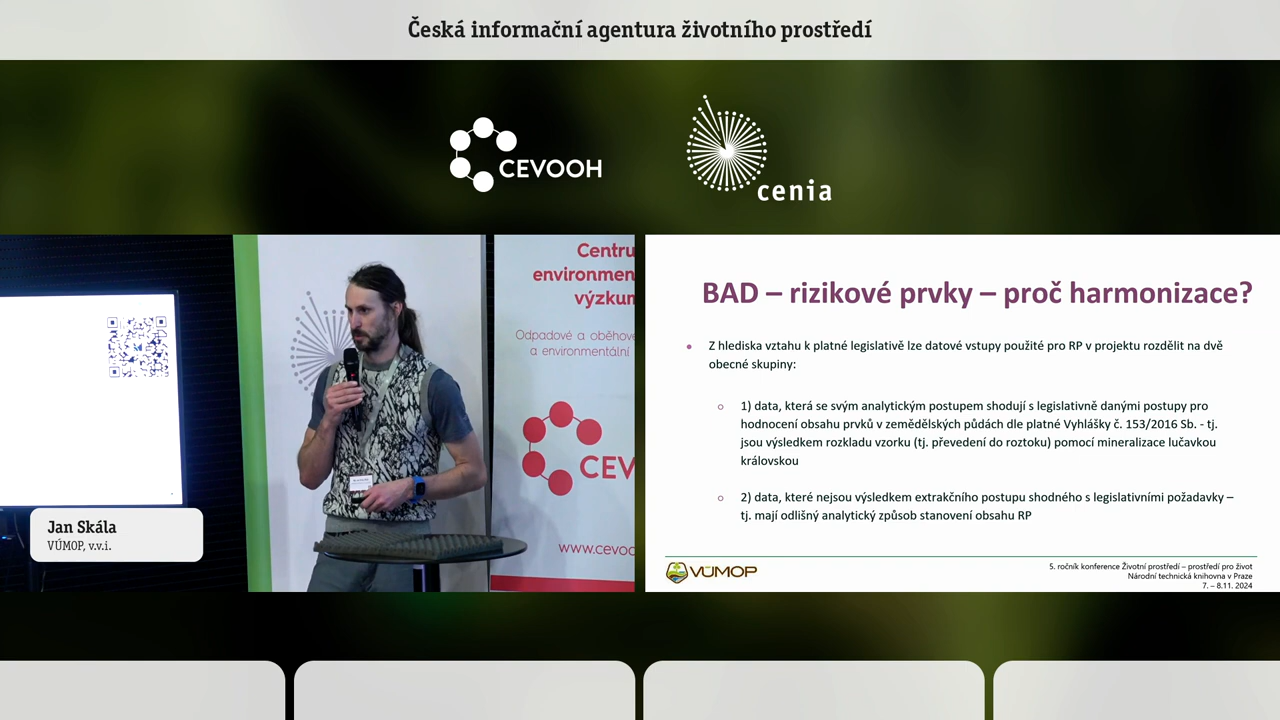 Česká informační agentura životního prostředí
CEVOOH
cenia
Centru
environmen
výzkun
Odpadové a oběhové
a environmentální
CEV
www.cevoo
Jan Skála
VÚMOP, v.v.i.
BAD – rizikové prvky – proč harmonizace?
Z hlediska vztahu k platné legislativě lze datové vstupy použité pro RP v projektu rozdělit na dvě
obecné skupiny:
1) data, která se svým analytickým postupem shodují s legislativně danými postupy pro
hodnocení obsahu prvků v zemědělských půdách dle platné Vyhlášky č. 153/2016 Sb. - tj.
jsou výsledkem rozkladu vzorku (tj. převedení do roztoku) pomocí mineralizace lučavkou
královskou
2) data, které nejsou výsledkem extrakčního postupu shodného s legislativními požadavky –
tj. mají odlišný analytický způsob stanovení obsahu RP
VÚMOP
5. ročník konference Životní prostředí – prostředí pro život
Národní technická knihovna v Praze
7. – 8.11. 2024